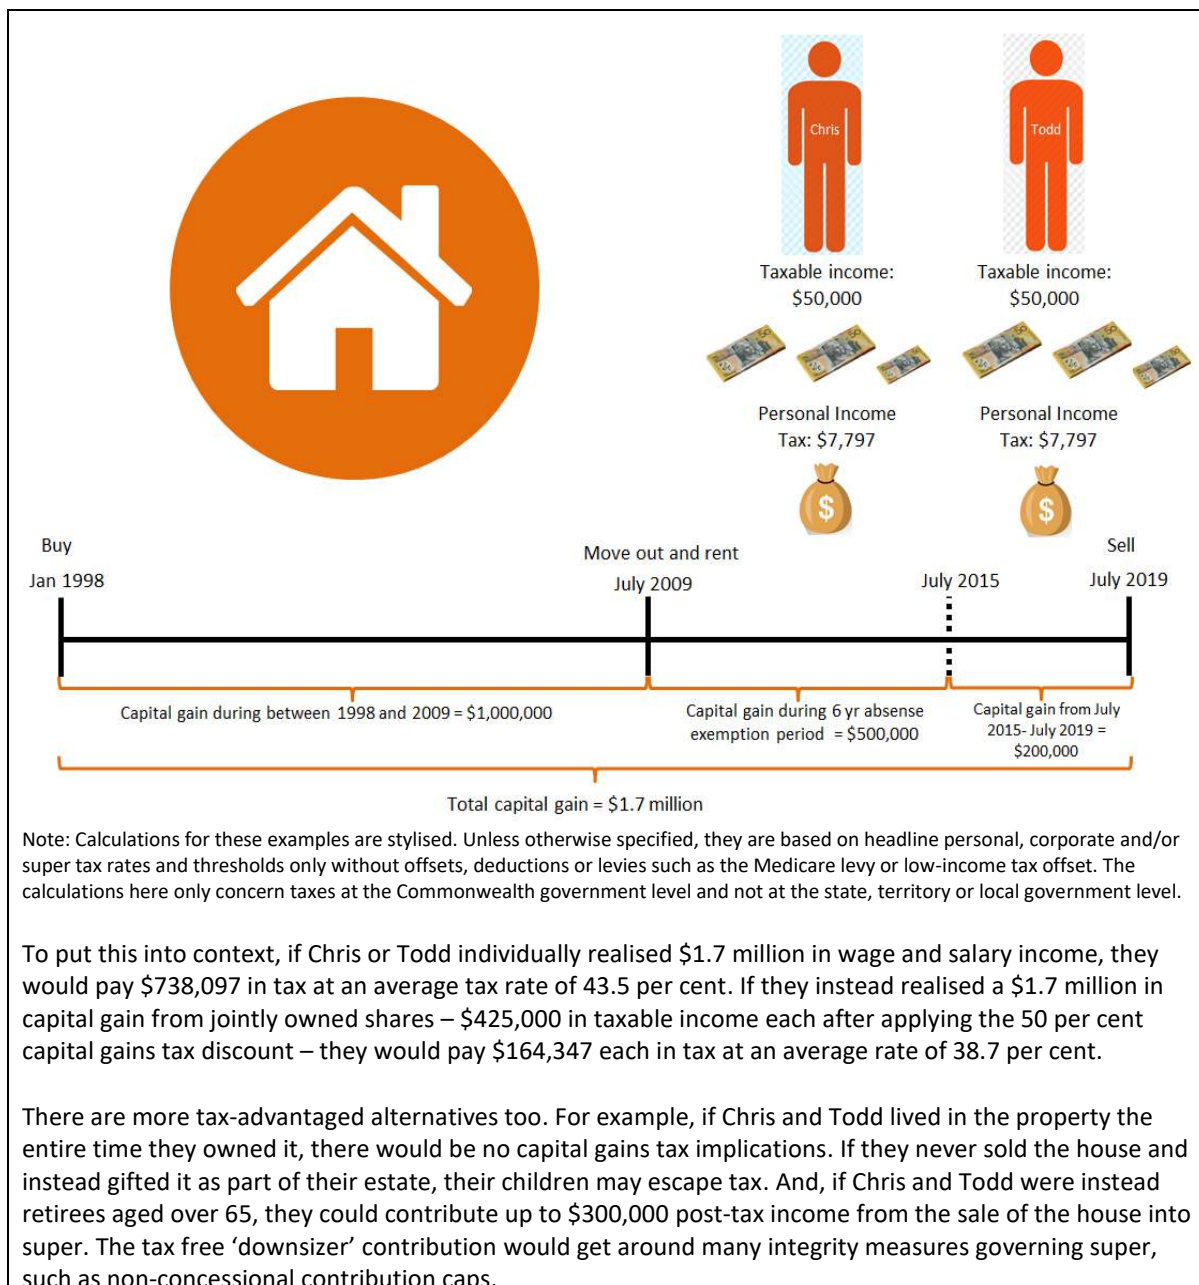 Chris
Todd
Taxable income:
$50,000
Taxable income:
$50,000
Personal Income
Tax: $7,797
Personal Income
Tax: $7,797
$
$
Buy
Jan 1998
Move out and rent
July 2009
July 2015
Sell
July 2019
Capital gain during between 1998 and 2009 = $1,000,000
Capital gain during 6 yr absense
exemption period = $500,000
Capital gain from July
2015- July 2019 =
$200,000
Total capital gain = $1.7 million
Note: Calculations for these examples are stylised. Unless otherwise specified, they are based on headline personal, corporate and/or
super tax rates and thresholds only without offsets, deductions or levies such as the Medicare levy or low-income tax offset. The
calculations here only concern taxes at the Commonwealth government level and not at the state, territory or local government level.
To put this into context, if Chris or Todd individually realised $1.7 million in wage and salary income, they
would pay $738,097 in tax at an average tax rate of 43.5 per cent. If they instead realised a $1.7 million in
capital gain from jointly owned shares – $425,000 in taxable income each after applying the 50 per cent
capital gains tax discount – they would pay $164,347 each in tax at an average rate of 38.7 per cent.
There are more tax-advantaged alternatives too. For example, if Chris and Todd lived in the property the
entire time they owned it, there would be no capital gains tax implications. If they never sold the house and
instead gifted it as part of their estate, their children may escape tax. And, if Chris and Todd were instead
retirees aged over 65, they could contribute up to $300,000 post-tax income from the sale of the house into
super. The tax free ‘downsizer’ contribution would get around many integrity measures governing super,
such as non-concessional contribution caps.